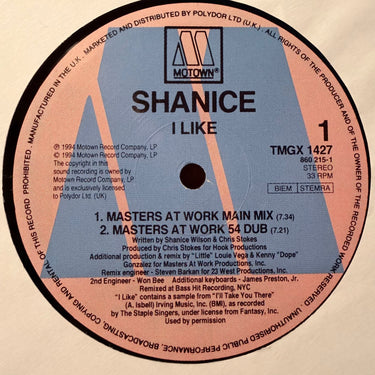 MANUFACTURED IN THE U.K. MARKETED AND DISTRIBUTED BY POLYDOR LTD (U.K.) · ALL RIGHTS OF THE PRODUCER AND OF THE OWNER OF THE RECORDED WORK RESERVED. UNAUTHORISED PUBLIC PERFORMANCE, BROADCASTING, COPYING AND RE-RECORDING OF THIS RECORD PROHIBITED.
MOTOWN®
SHANICE
I LIKE
1
Ⓟ 1994 Motown Record Company, LP
© 1994 Motown Record Company, LP
The copyright in this
sound recording is
owned by Motown
Record Company, LP
and is exclusively licensed
to Polydor Ltd (UK)
TMGX 1427
860 215-1
STEREO
33 RPM
BIEM STEMRA
1. MASTERS AT WORK MAIN MIX (7.34)
2. MASTERS AT WORK 54 DUB (7.21)
Written by Shanice Wilson & Chris Stokes
Produced by Chris Stokes for Hook Productions
Additional production & remix by "Little" Louie Vega & Kenny "Dope"
Gonzalez for Masters At Work Productions, Inc.
Remix engineer - Steven Barkan for 23 West Productions, Inc.
2nd Engineer - Won Bee Additional keyboards - James Preston, Jr.
Remixed at Bass Hit Recording, NYC
"I Like" contains a sample from "I'll Take You There"
(A. Isbell) Irving Music, Inc. (BMI), as recorded by
The Staple Singers, under license from Fantasy, Inc.
Used by permission